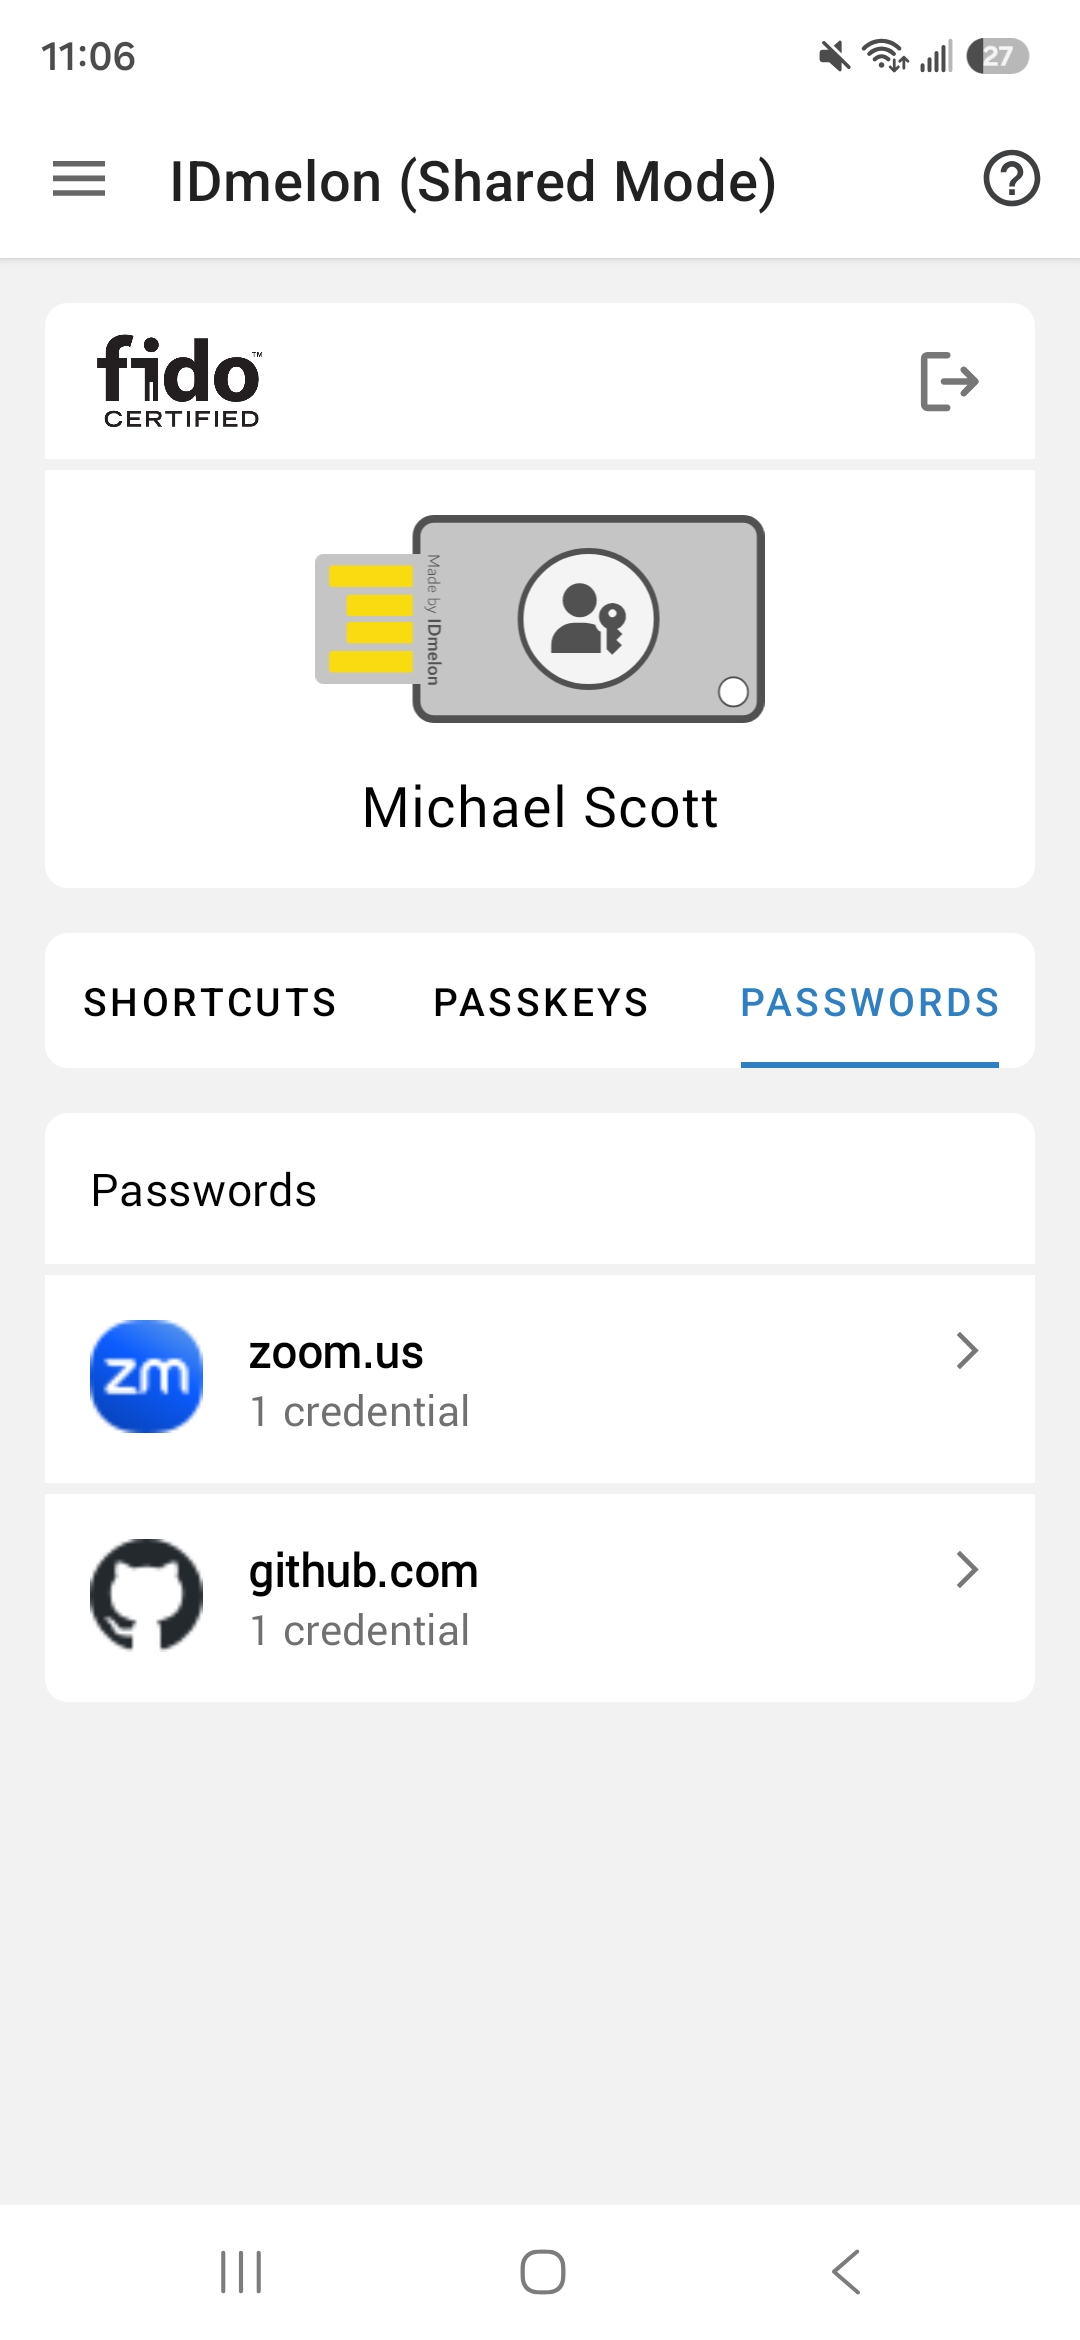 11:06
27
IDmelon (Shared Mode)
fido™
CERTIFIED
Made by IDmelon
Michael Scott
SHORTCUTS
PASSKEYS
PASSWORDS
Passwords
zm
zoom.us
1 credential
github.com
1 credential